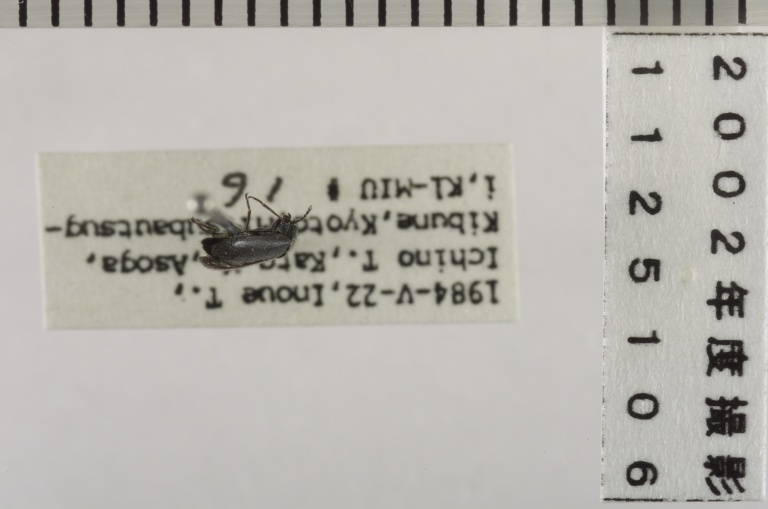 1984-V-22, Inoue T.,
Ichino T., Kato Asoga,
Kibune, Kyoto Ubautsug-
i, Kl-MIU # 16
2002年度撮影
1125106